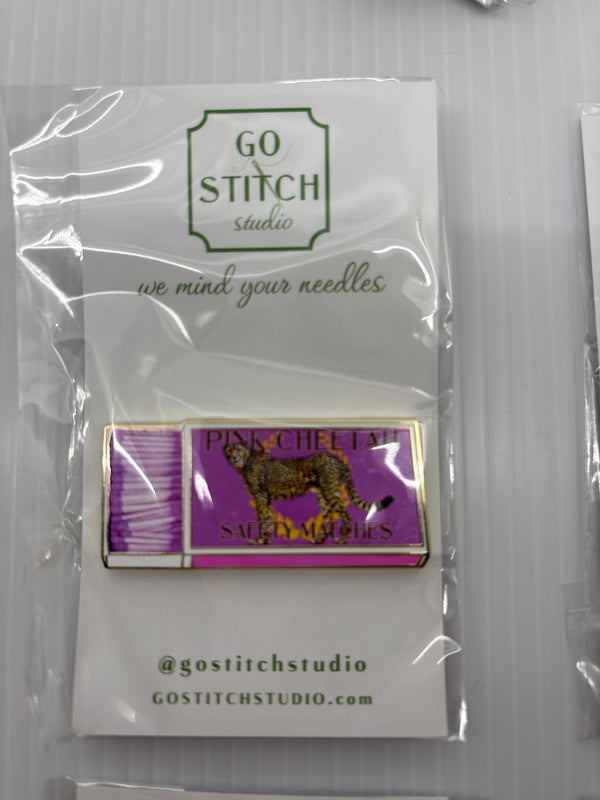 GO
STITCH
studio
we mind your needles
PINK CHEETAH
SAFETY MATCHES
@gostitchstudio
GOSTITCHSTUDIO.com